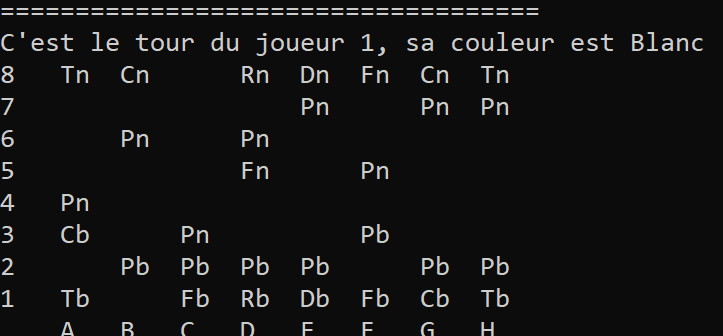 ====================================
C'est le tour du joueur 1, sa couleur est Blanc
8   Tn  Cn      Rn  Dn  Fn  Cn  Tn
7                   Pn      Pn  Pn
6       Pn      Pn
5               Fn      Pn
4   Pn
3   Cb      Pn          Pb
2       Pb  Pb  Pb  Pb      Pb  Pb
1   Tb      Fb  Rb  Db  Fb  Cb  Tb
    A   B   C   D   E   F   G   H